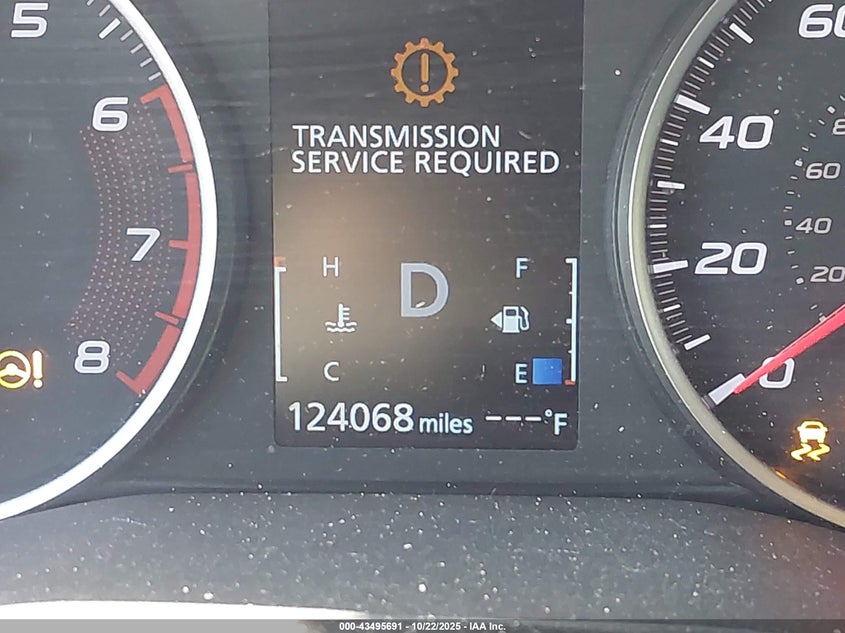 5
6
7
8
TRANSMISSION
SERVICE REQUIRED
H
F
D
C
E
124068 miles ---°F
60
40
20
0
60
40
20
000-43495691 - 10/22/2025 - IAA Inc.